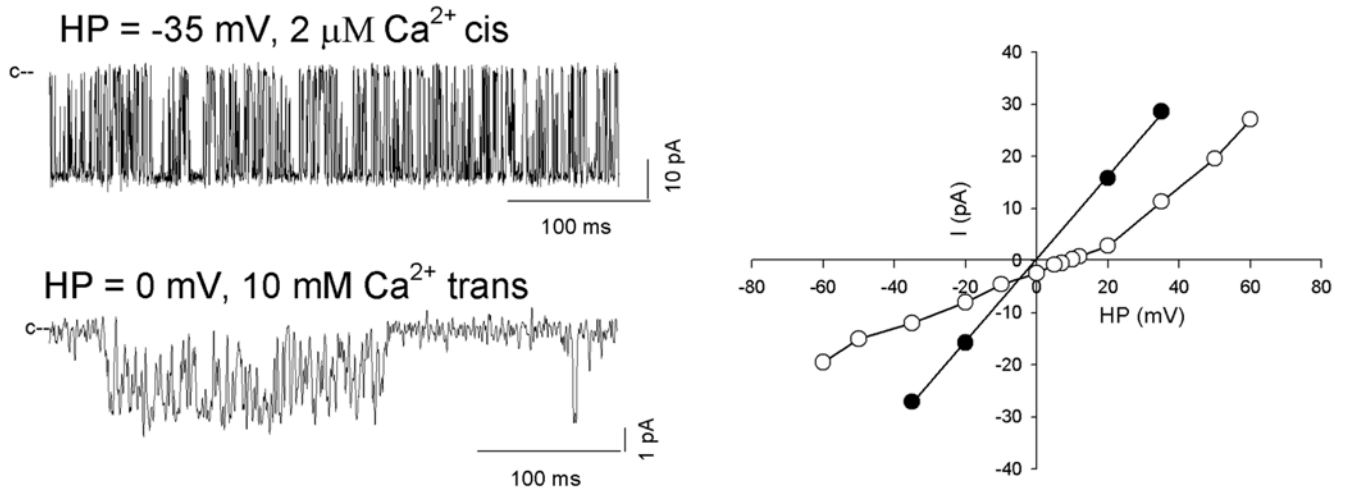 HP = -35 mV, 2 μM Ca2+ cis
c--
10 pA
100 ms
HP = 0 mV, 10 mM Ca2+ trans
c--
1 pA
100 ms
40
30
20
10
0
-10
-20
-30
-40
I (pA)
-80 -60 -40 -20 0 20 40 60 80
HP (mV)